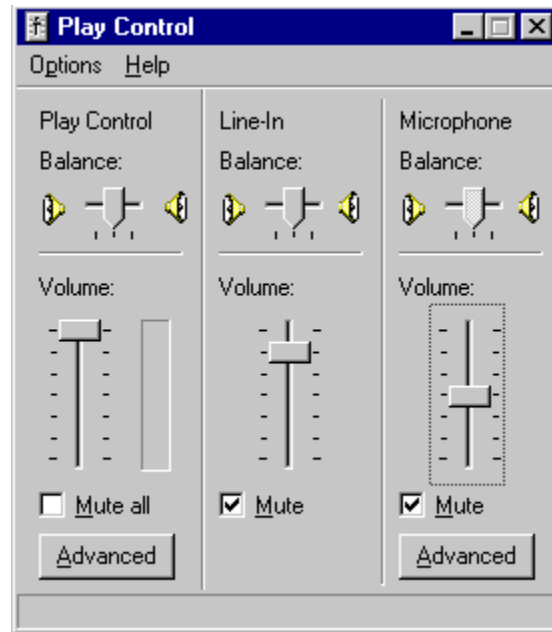 Play Control
Options Help
Play Control
Balance:
Volume:
Mute all
Advanced
Line-In
Balance:
Volume:
Mute
Microphone
Balance:
Volume:
Mute
Advanced